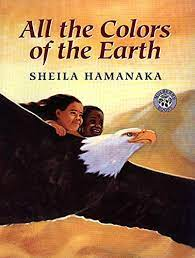 All the Colors
of the Earth
SHEILA HAMANAKA